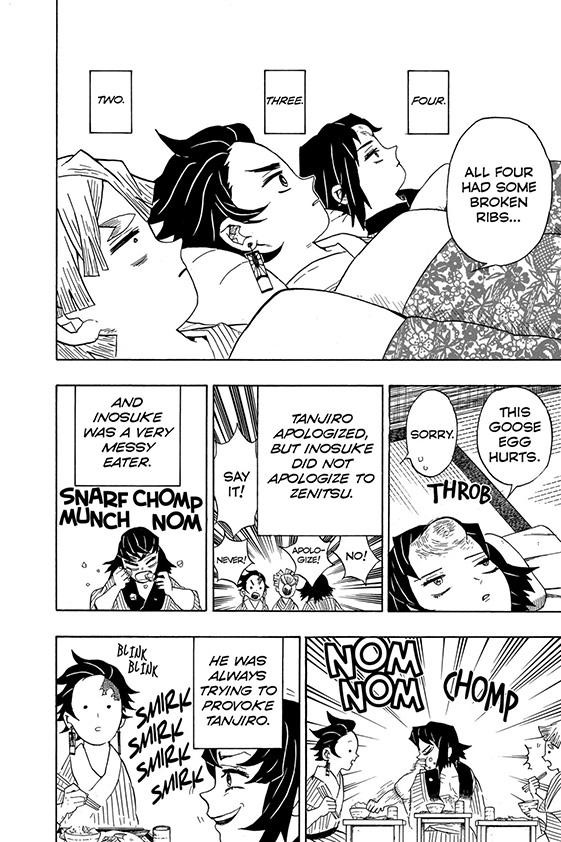 ALL FOUR
HAD SOME
BROKEN
RIBS...
FOUR.
THREE.
TWO.
THIS
GOOSE
EGG
HURTS.
SORRY.
THROB
TANJIRO
APOLOGIZED,
BUT INOSUKE
DID NOT
APOLOGIZE TO
ZENITSU.
SAY
IT!
NO!
APOLO-
GIZE!
NEVER!
AND
INOSUKE
WAS A VERY
MESSY
EATER.
SNARF CHOMP
MUNCH NOM
NOM
NOM
CHOMP
HE WAS
ALWAYS
TRYING TO
PROVOKE
TANJIRO.
SMIRK
SMIRK
SMIRK
SMIRK
BLINK
BLINK